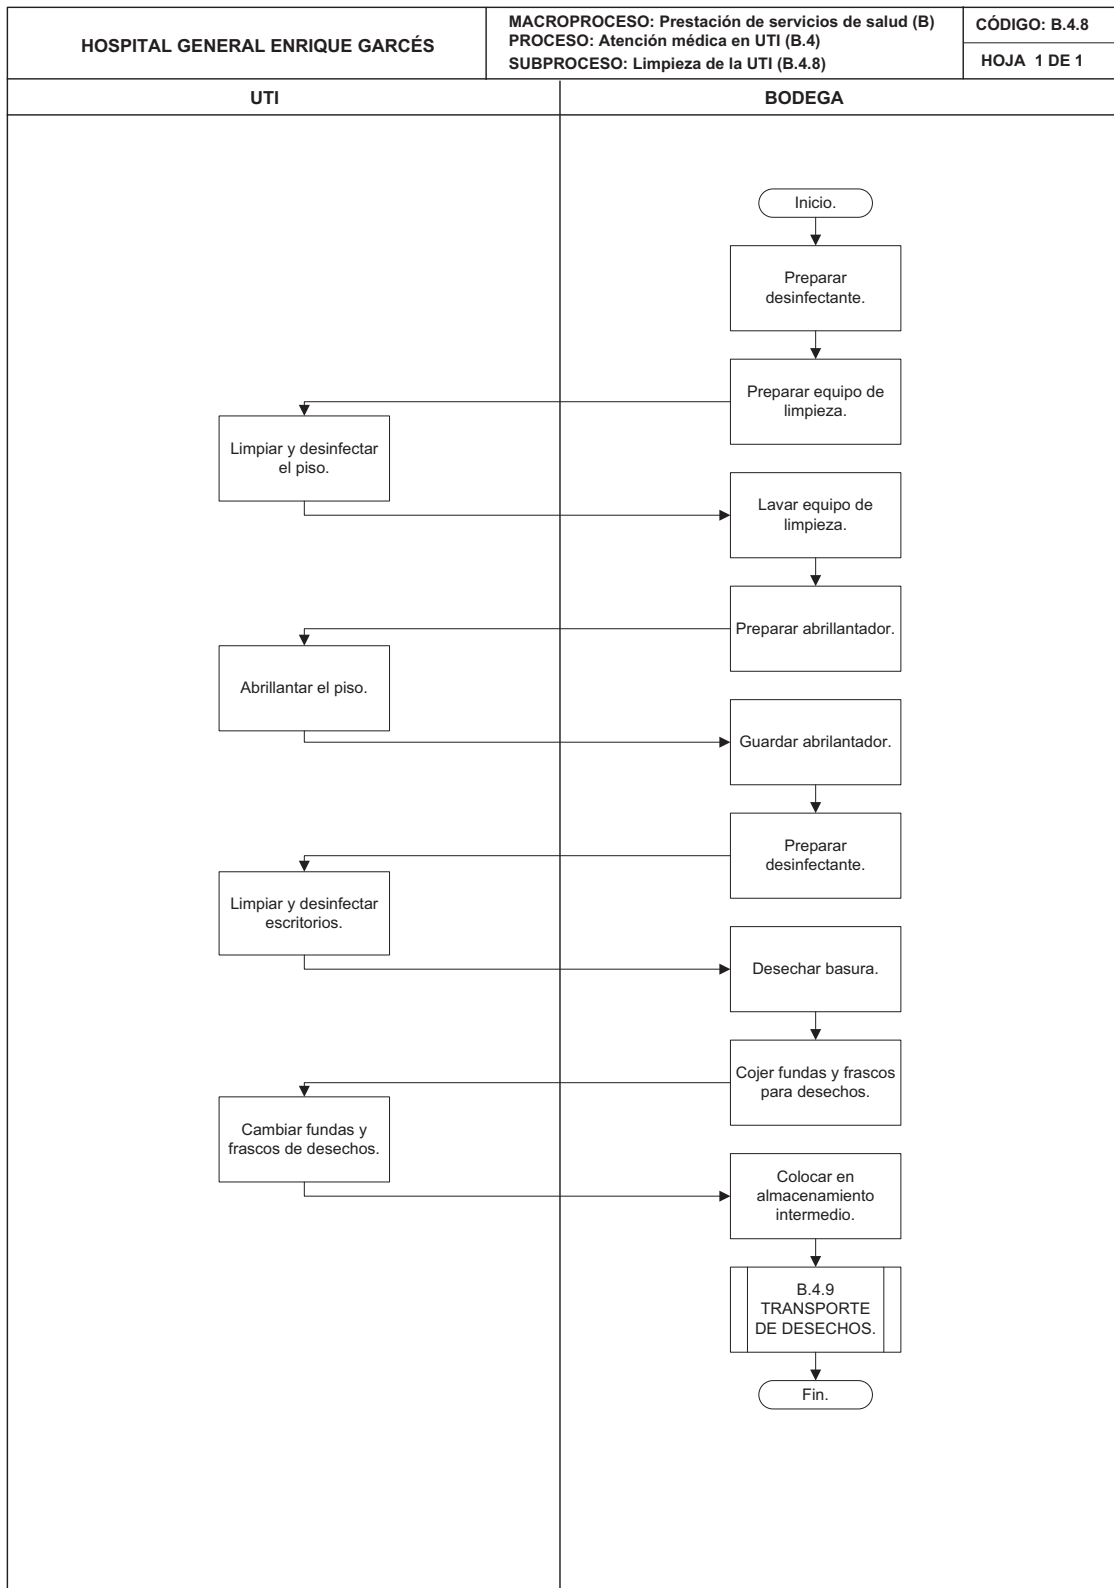 HOSPITAL GENERAL ENRIQUE GARCÉS
MACROPROCESO: Prestación de servicios de salud (B)
PROCESO: Atención médica en UTI (B.4)
SUBPROCESO: Limpieza de la UTI (B.4.8)
CÓDIGO: B.4.8
HOJA 1 DE 1
UTI
BODEGA
Inicio.
Preparar
desinfectante.
Preparar equipo de
limpieza.
Limpiar y desinfectar
el piso.
Lavar equipo de
limpieza.
Preparar abrillantador.
Abrillantar el piso.
Guardar abrilantador.
Preparar
desinfectante.
Limpiar y desinfectar
escritorios.
Desechar basura.
Cojer fundas y frascos
para desechos.
Cambiar fundas y
frascos de desechos.
Colocar en
almacenamiento
intermedio.
B.4.9
TRANSPORTE
DE DESECHOS.
Fin.